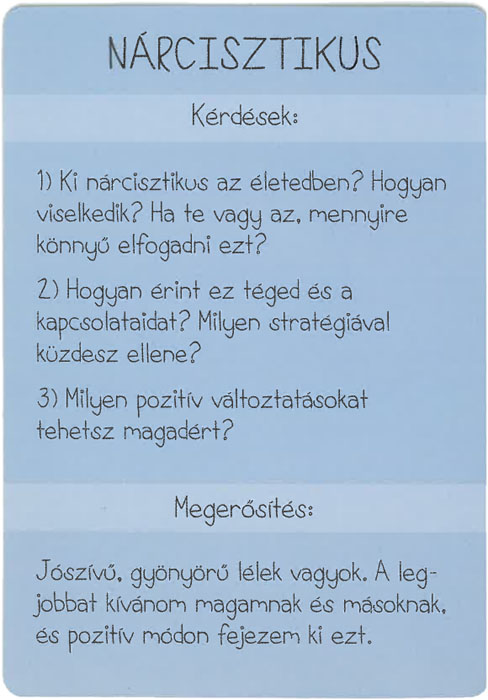 NÁRCISZTIKUS
Kérdések:
1) Ki nárcisztikus az életedben? Hogyan
viselkedik? Ha te vagy az, mennyire
könnyű elfogadni ezt?
2) Hogyan érint ez téged és a
kapcsolataidat? Milyen stratégiával
küzdesz ellene?
3) Milyen pozitív változtatásokat
tehetsz magadért?
Megerősítés:
Jószívű, gyönyörű lélek vagyok. A leg-
jobbat kívánom magamnak és másoknak,
és pozitív módon fejezem ki ezt.